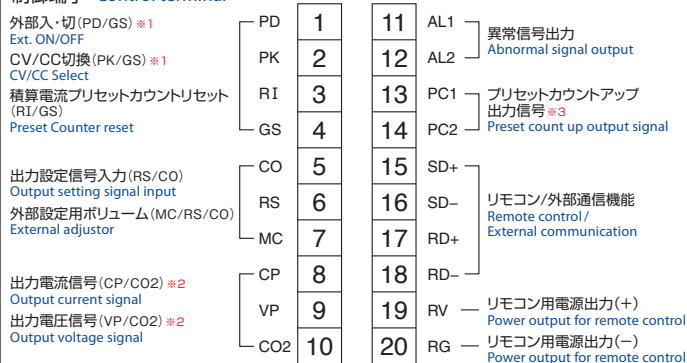 外部入・切(PD/GS)※1
Ext. ON/OFF
CV/CC切換(PK/GS)※1
CV/CC Select
積算電流プリセットカウントリセット
(RI/GS)
Preset Counter reset
PD 1
PK 2
RI 3
GS 4
出力設定信号入力(RS/CO)
Output setting signal input
外部設定用ボリューム(MC/RS/CO)
External adjustor
CO 5
RS 6
MC 7
出力電流信号(CP/CO2)※2
Output current signal
出力電圧信号(VP/CO2)※2
Output voltage signal
CP 8
VP 9
CO2 10
11 AL1
12 AL2
異常信号出力
Abnormal signal output
13 PC1
14 PC2
プリセットカウントアップ
出力信号※3
Preset count up output signal
15 SD+
16 SD−
17 RD+
18 RD−
リモコン/外部通信機能
Remote control /
External communication
19 RV
リモコン用電源出力(+)
Power output for remote control
20 RG
リモコン用電源出力(−)
Power output for remote control